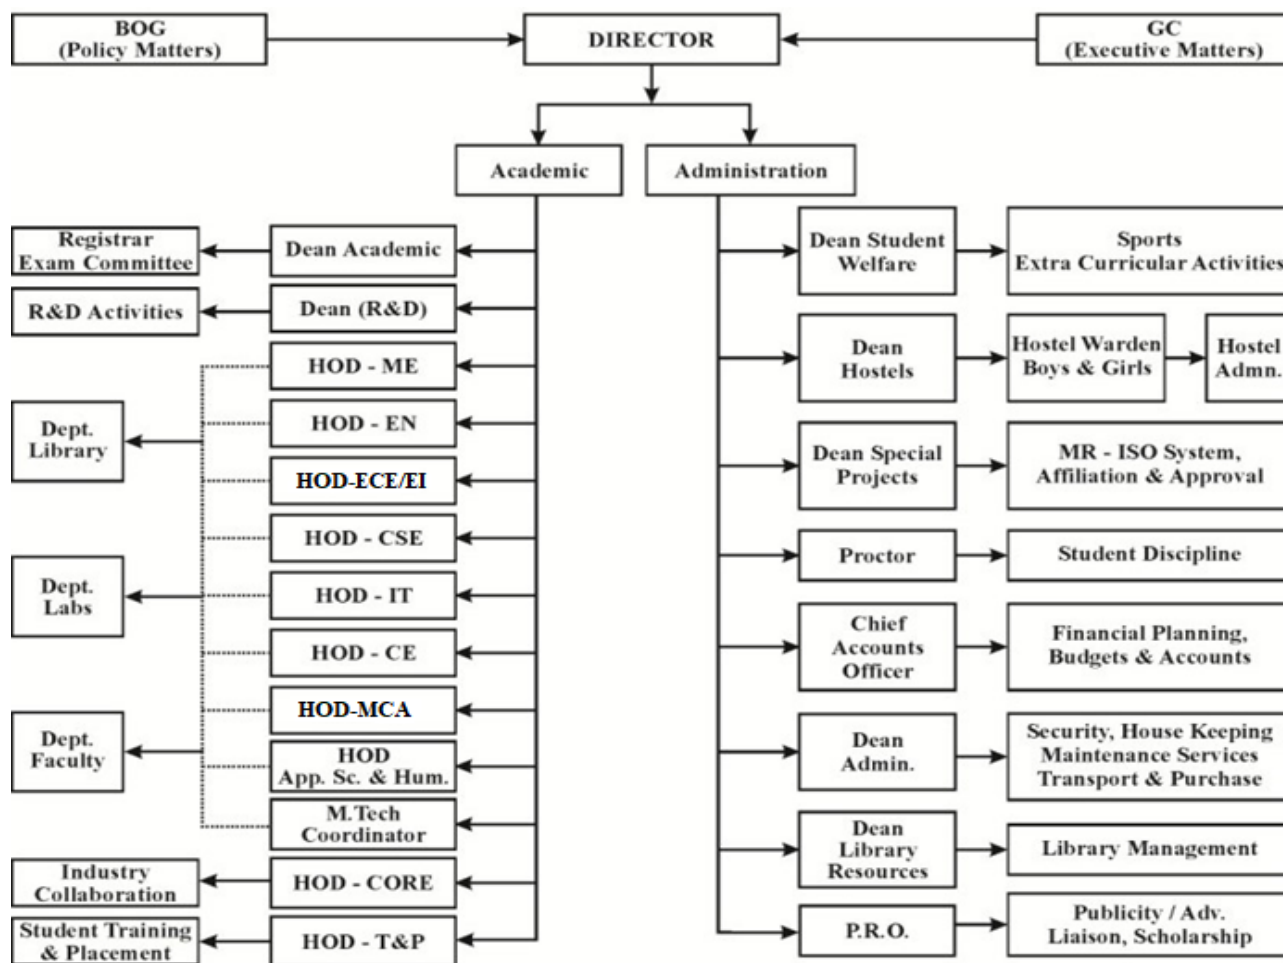 BOG
(Policy Matters)
DIRECTOR
GC
(Executive Matters)
Academic
Administration
Registrar
Exam Committee
Dean Academic
R&D Activities
Dean (R&D)
HOD - ME
HOD - EN
HOD-ECE/EI
HOD - CSE
HOD - IT
HOD - CE
HOD-MCA
HOD
App. Sc. & Hum.
M.Tech
Coordinator
Dept.
Library
Dept.
Labs
Dept.
Faculty
Industry
Collaboration
HOD - CORE
Student Training
& Placement
HOD - T&P
Dean Student
Welfare
Sports
Extra Curricular Activities
Dean
Hostels
Hostel Warden
Boys & Girls
Hostel
Admn.
Dean Special
Projects
MR - ISO System,
Affiliation & Approval
Proctor
Student Discipline
Chief
Accounts
Officer
Financial Planning,
Budgets & Accounts
Dean
Admin.
Security, House Keeping
Maintenance Services
Transport & Purchase
Dean
Library
Resources
Library Management
P.R.O.
Publicity / Adv.
Liaison, Scholarship